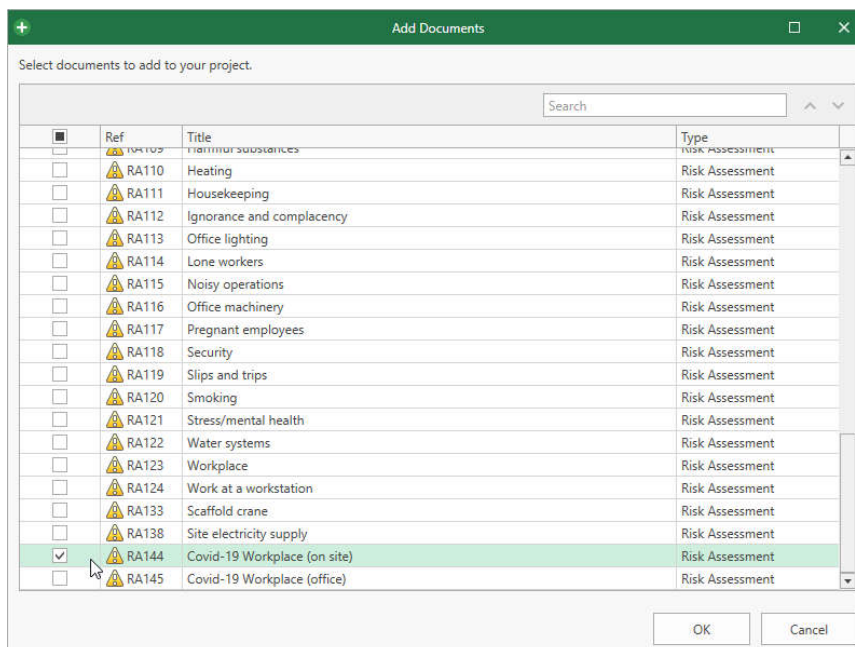 Add Documents
Select documents to add to your project.
Search
Ref Title Type
RA109 Harmful substances Risk Assessment
RA110 Heating Risk Assessment
RA111 Housekeeping Risk Assessment
RA112 Ignorance and complacency Risk Assessment
RA113 Office lighting Risk Assessment
RA114 Lone workers Risk Assessment
RA115 Noisy operations Risk Assessment
RA116 Office machinery Risk Assessment
RA117 Pregnant employees Risk Assessment
RA118 Security Risk Assessment
RA119 Slips and trips Risk Assessment
RA120 Smoking Risk Assessment
RA121 Stress/mental health Risk Assessment
RA122 Water systems Risk Assessment
RA123 Workplace Risk Assessment
RA124 Work at a workstation Risk Assessment
RA133 Scaffold crane Risk Assessment
RA138 Site electricity supply Risk Assessment
RA144 Covid-19 Workplace (on site) Risk Assessment
RA145 Covid-19 Workplace (office) Risk Assessment
OK Cancel